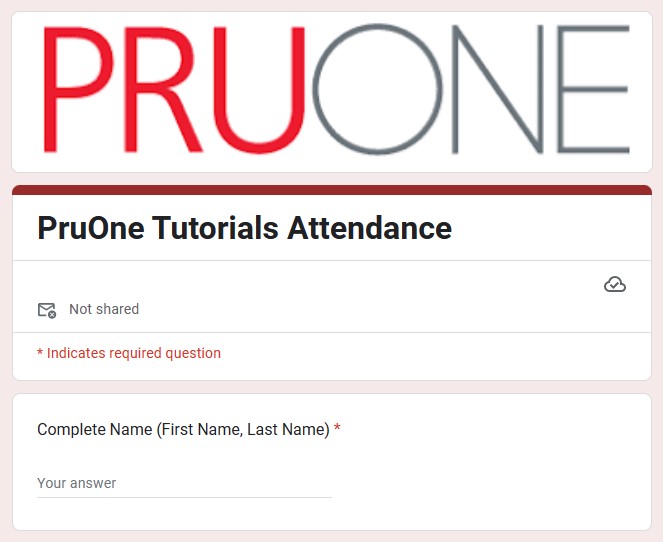 PRUONE
PruOne Tutorials Attendance
Not shared
* Indicates required question
Complete Name (First Name, Last Name) *
Your answer